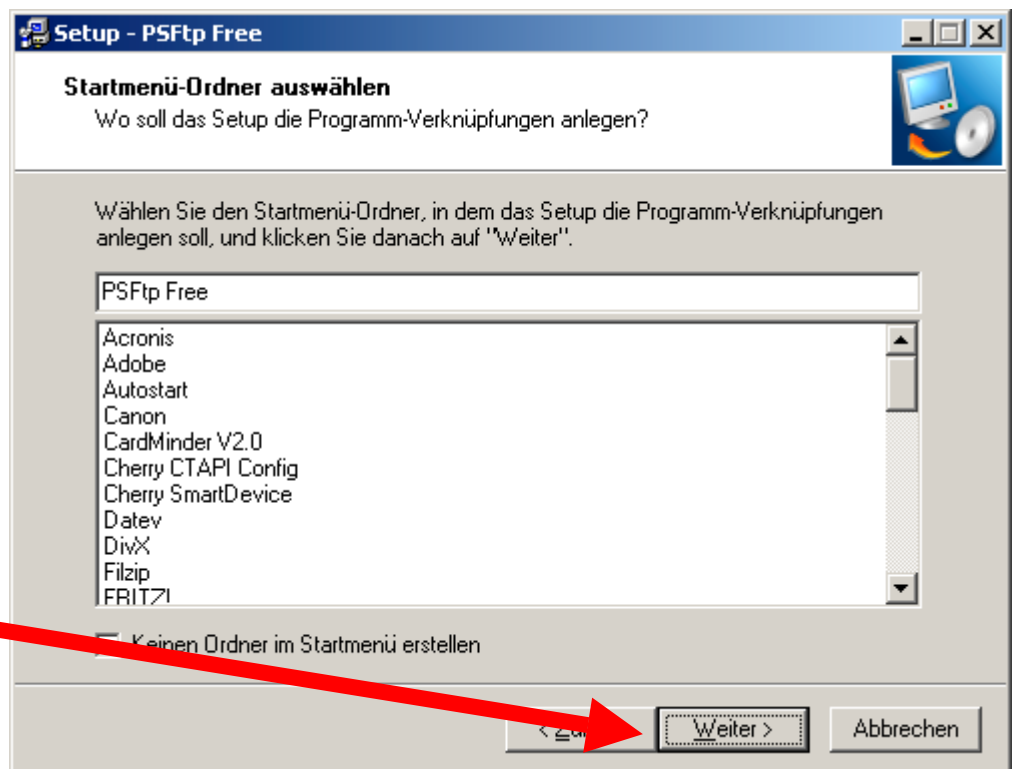 Setup - PSFtp Free
Startmenü-Ordner auswählen
Wo soll das Setup die Programm-Verknüpfungen anlegen?
Wählen Sie den Startmenü-Ordner, in dem das Setup die Programm-Verknüpfungen
anlegen soll, und klicken Sie danach auf "Weiter".
PSFtp Free
Acronis
Adobe
Autostart
Canon
CardMinder V2.0
Cherry CTAPI Config
Cherry SmartDevice
Datev
DivX
Filzip
FRITZ!
Keinen Ordner im Startmenü erstellen
Weiter >
Abbrechen